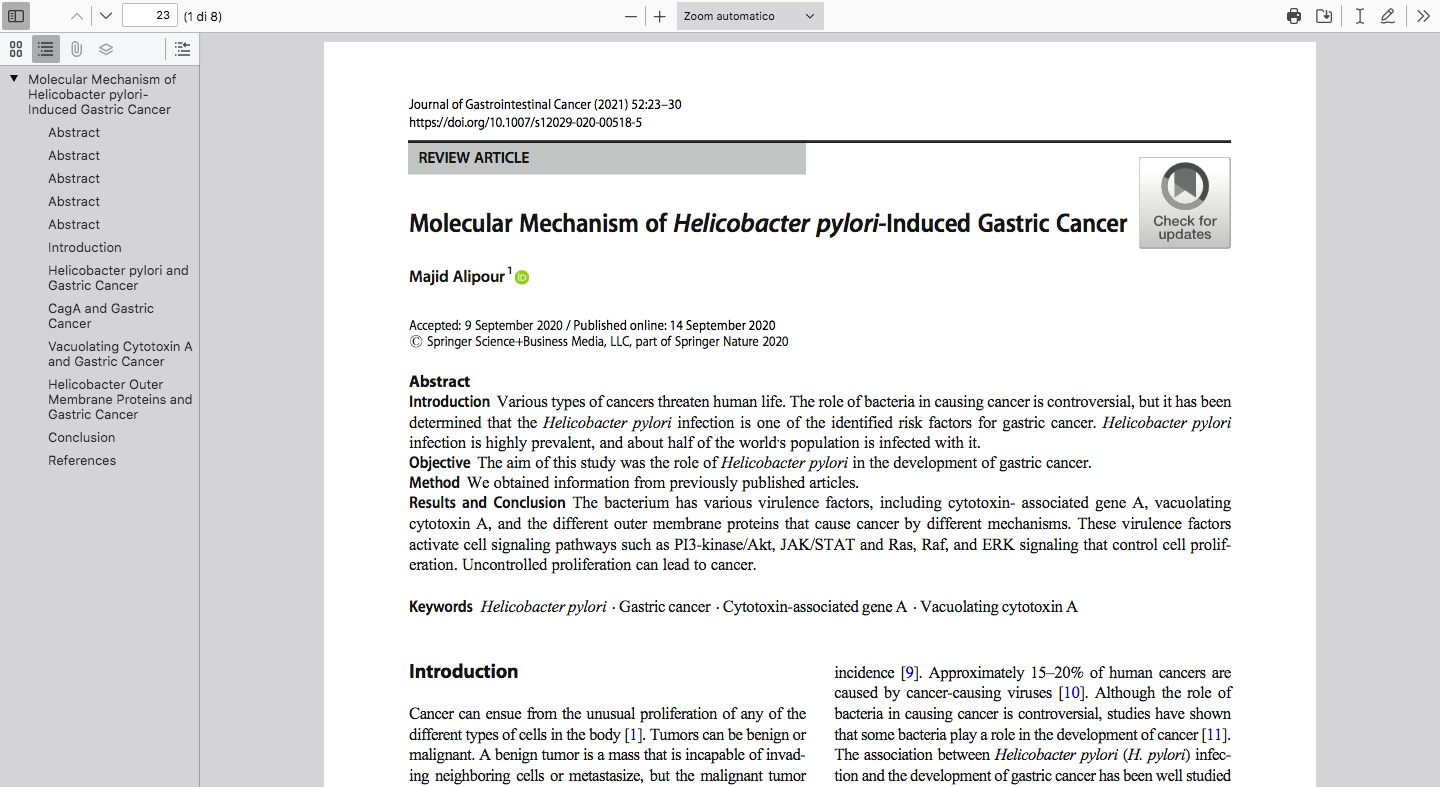 23 (1 di 8)
Zoom automatico
Molecular Mechanism of
Helicobacter pylori-
Induced Gastric Cancer
Abstract
Abstract
Abstract
Abstract
Abstract
Introduction
Helicobacter pylori and
Gastric Cancer
CagA and Gastric
Cancer
Vacuolating Cytotoxin A
and Gastric Cancer
Helicobacter Outer
Membrane Proteins and
Gastric Cancer
Conclusion
References
Journal of Gastrointestinal Cancer (2021) 52:23–30
https://doi.org/10.1007/s12029-020-00518-5
REVIEW ARTICLE
Check for
updates
Molecular Mechanism of Helicobacter pylori-Induced Gastric Cancer
Majid Alipour1 iD
Accepted: 9 September 2020 / Published online: 14 September 2020
© Springer Science+Business Media, LLC, part of Springer Nature 2020
Abstract
Introduction Various types of cancers threaten human life. The role of bacteria in causing cancer is controversial, but it has been
determined that the Helicobacter pylori infection is one of the identified risk factors for gastric cancer. Helicobacter pylori
infection is highly prevalent, and about half of the world's population is infected with it.
Objective The aim of this study was the role of Helicobacter pylori in the development of gastric cancer.
Method We obtained information from previously published articles.
Results and Conclusion The bacterium has various virulence factors, including cytotoxin- associated gene A, vacuolating
cytotoxin A, and the different outer membrane proteins that cause cancer by different mechanisms. These virulence factors
activate cell signaling pathways such as PI3-kinase/Akt, JAK/STAT and Ras, Raf, and ERK signaling that control cell prolif-
eration. Uncontrolled proliferation can lead to cancer.
Keywords Helicobacter pylori · Gastric cancer · Cytotoxin-associated gene A · Vacuolating cytotoxin A
Introduction
Cancer can ensue from the unusual proliferation of any of the
different types of cells in the body [1]. Tumors can be benign or
malignant. A benign tumor is a mass that is incapable of invad-
ing neighboring cells or metastasize, but the malignant tumor
incidence [9]. Approximately 15–20% of human cancers are
caused by cancer-causing viruses [10]. Although the role of
bacteria in causing cancer is controversial, studies have shown
that some bacteria play a role in the development of cancer [11].
The association between Helicobacter pylori (H. pylori) infec-
tion and the development of gastric cancer has been well studied